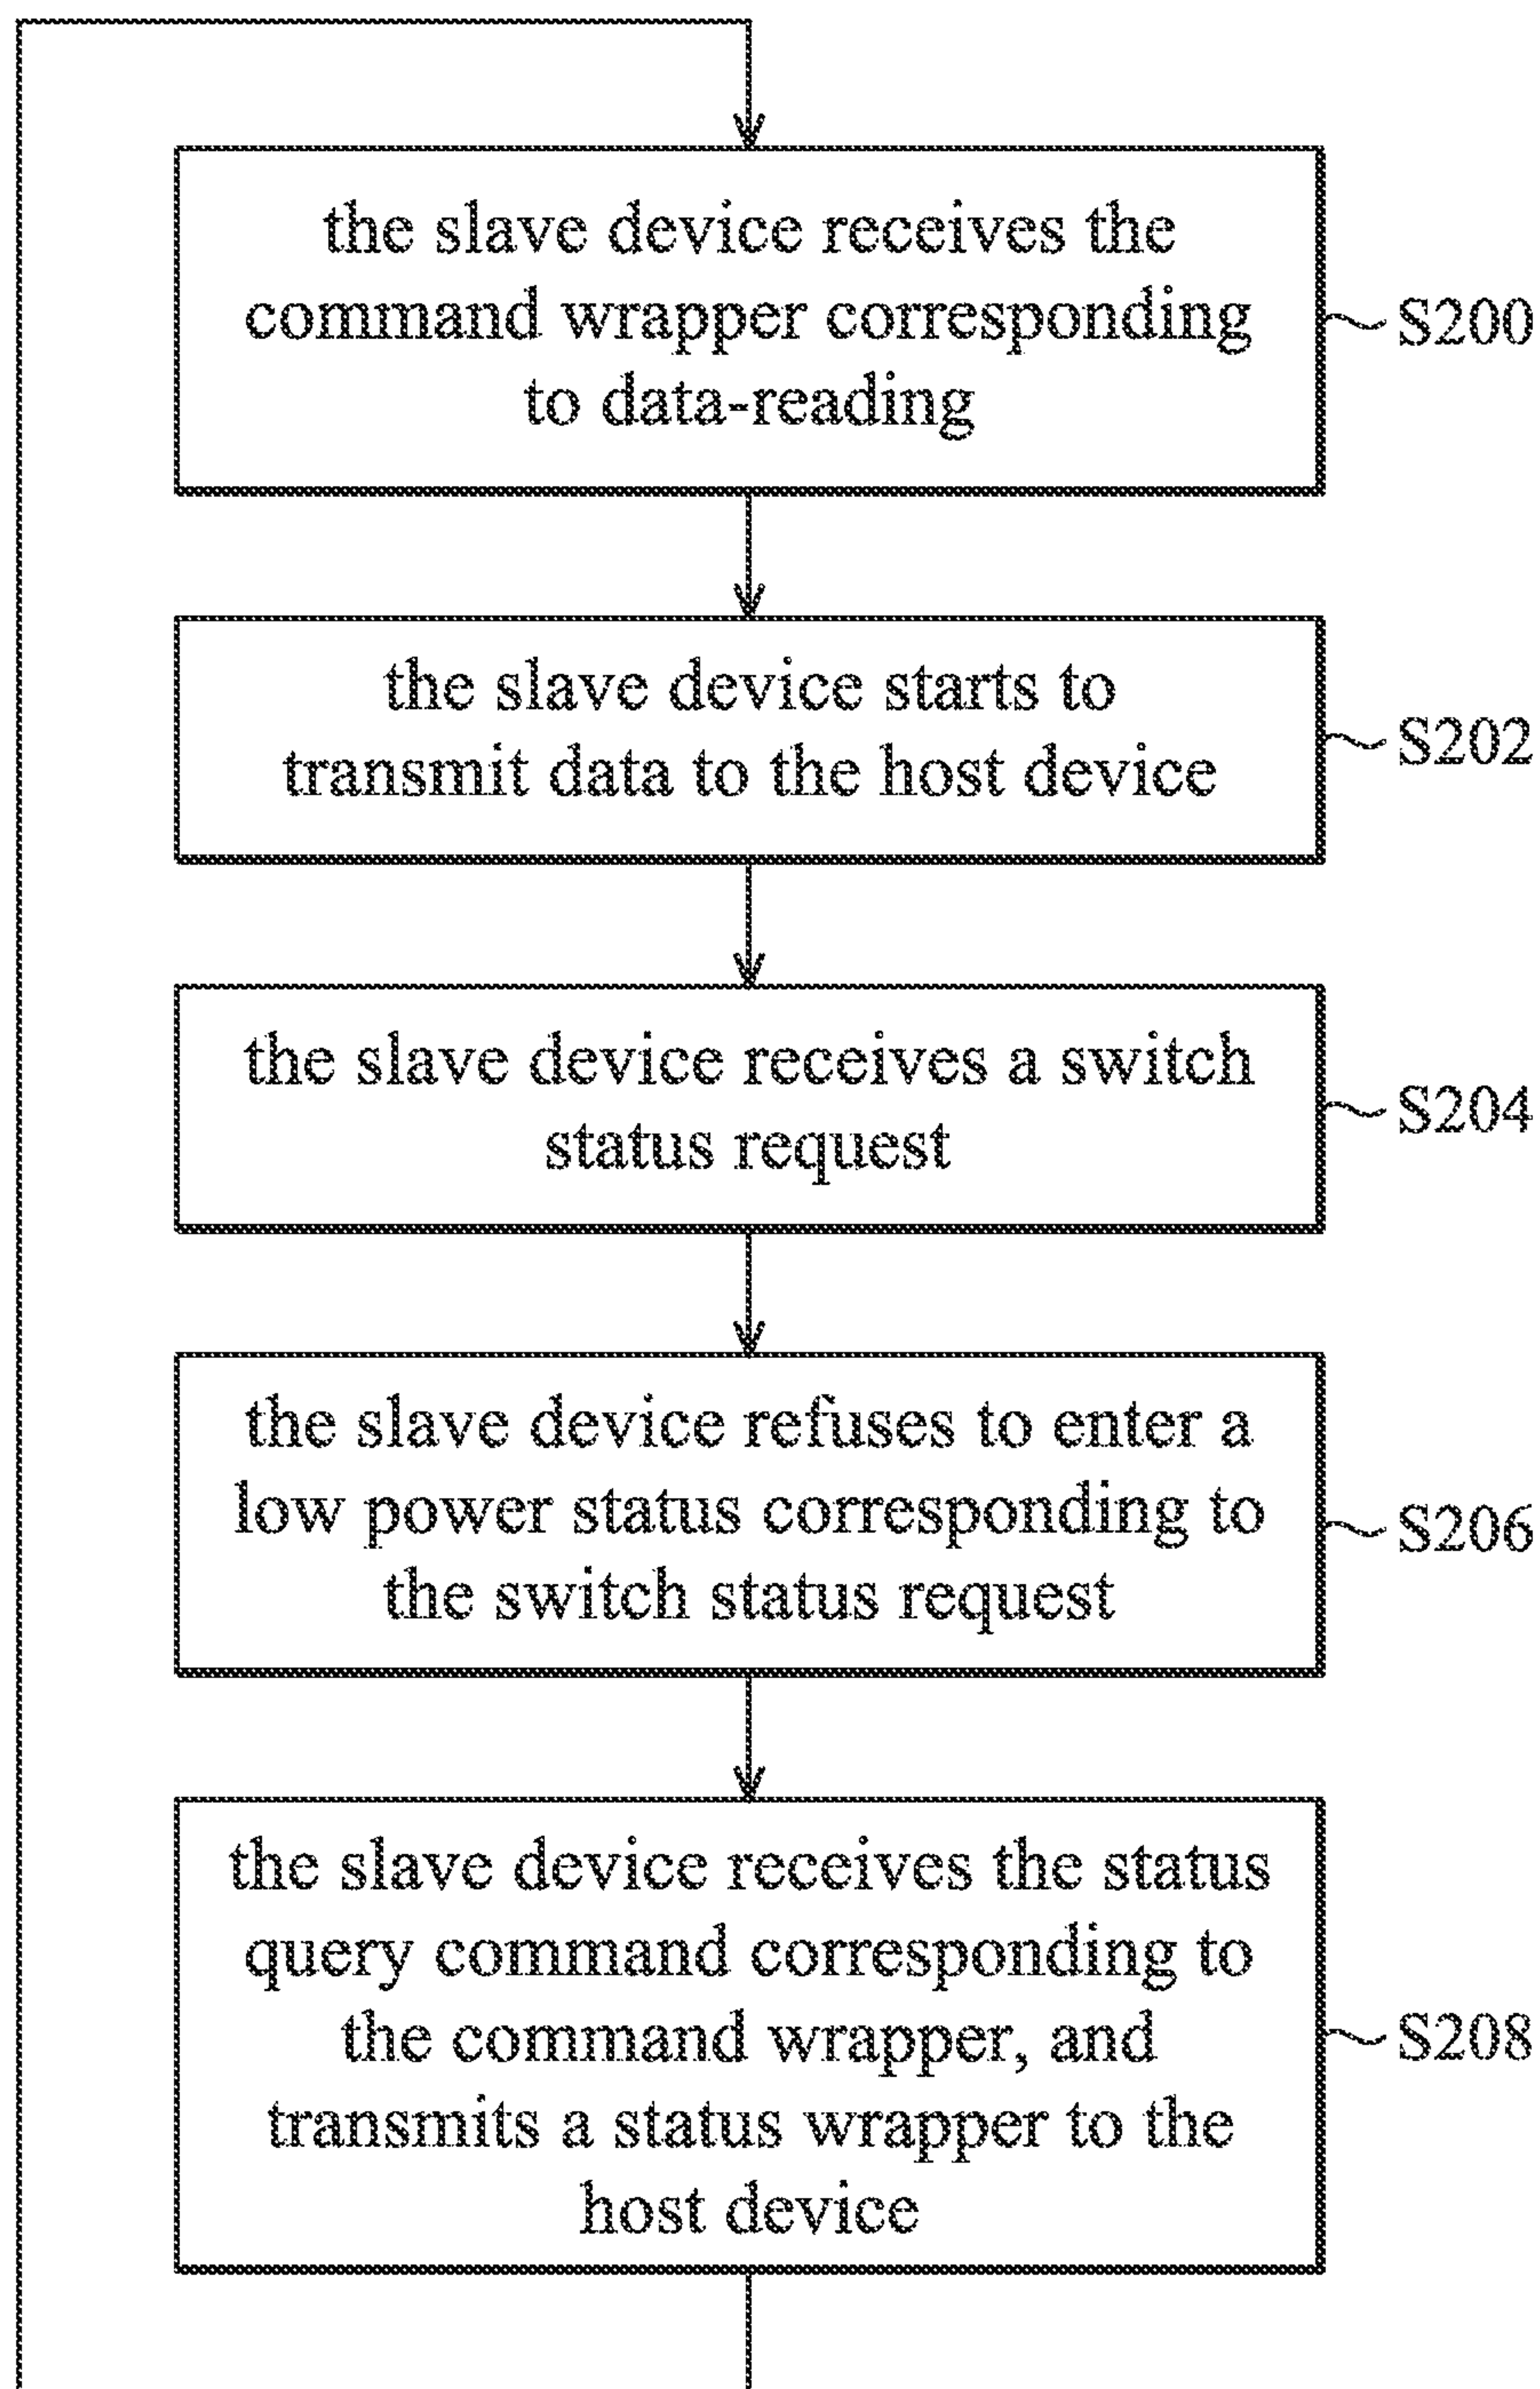 the slave device receives the
command wrapper corresponding
to data-reading
S200
the slave device starts to
transmit data to the host device
S202
the slave device receives a switch
status request
S204
the slave device refuses to enter a
low power status corresponding to
the switch status request
S206
the slave device receives the status
query command corresponding to
the command wrapper, and
transmits a status wrapper to the
host device
S208